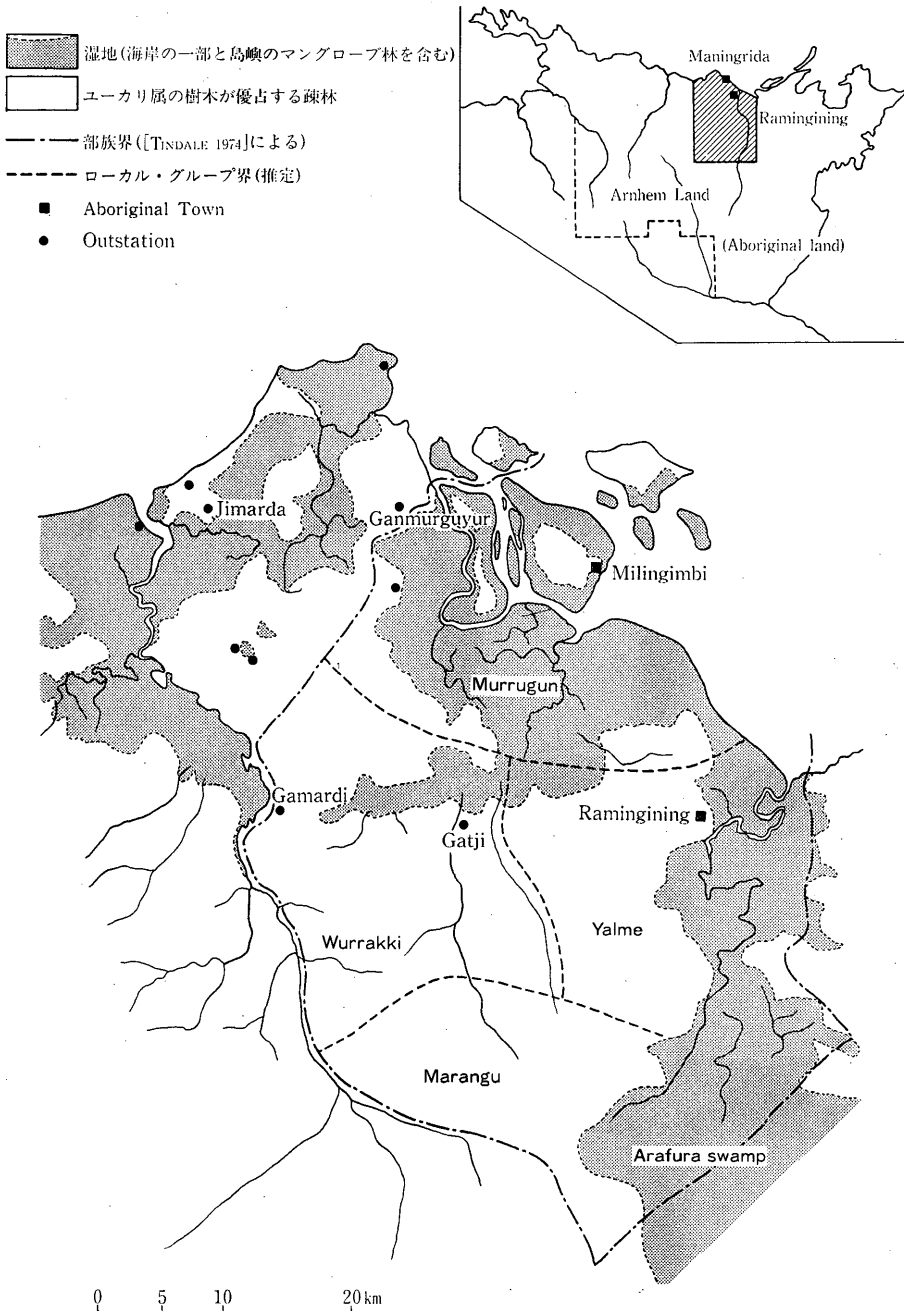 湿地(海岸の一部と島嶼のマングローブ林を含む)
ユーカリ属の樹木が優占する疎林
部族界([TINDALE 1974]による)
ローカル・グループ界(推定)
Aboriginal Town
Outstation
Maningrida
Ramingining
Arnhem Land
(Aboriginal land)
Jimarda
Ganmurguyur
Milingimbi
Murrugun
Gamardi
Gatji
Ramingining
Wurrakki
Yalme
Marangu
Arafura swamp
0 5 10 20km